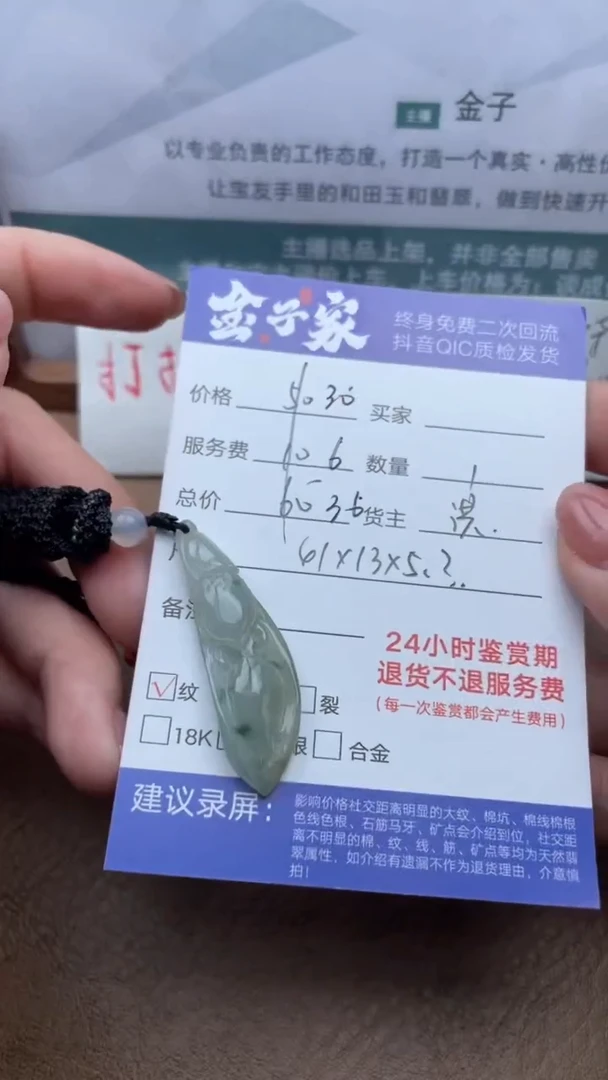 主播 金子
以专业负责的工作态度，打造一个真实·高性价
让宝友手里的和田玉和翡翠，做到快速升
主播选品上架，并非全部售卖
金子家
终身免费二次回流
抖音QIC质检发货
价格 5030 买家
服务费 106 数量 1
总价 货主
61×13×5.2
备注
24小时鉴赏期
退货不退服务费
（每一次鉴赏都会产生费用）
纹 裂
18K 银 合金
建议录屏：
影响价格社交距离明显的大纹、棉坑、棉线棉根
色线色根、石筋马牙、矿点会介绍到位，社交距
离不明显的棉、纹、线、筋、矿点等均为天然翡
翠属性，如介绍有遗漏不作为退货理由，介意慎
拍！